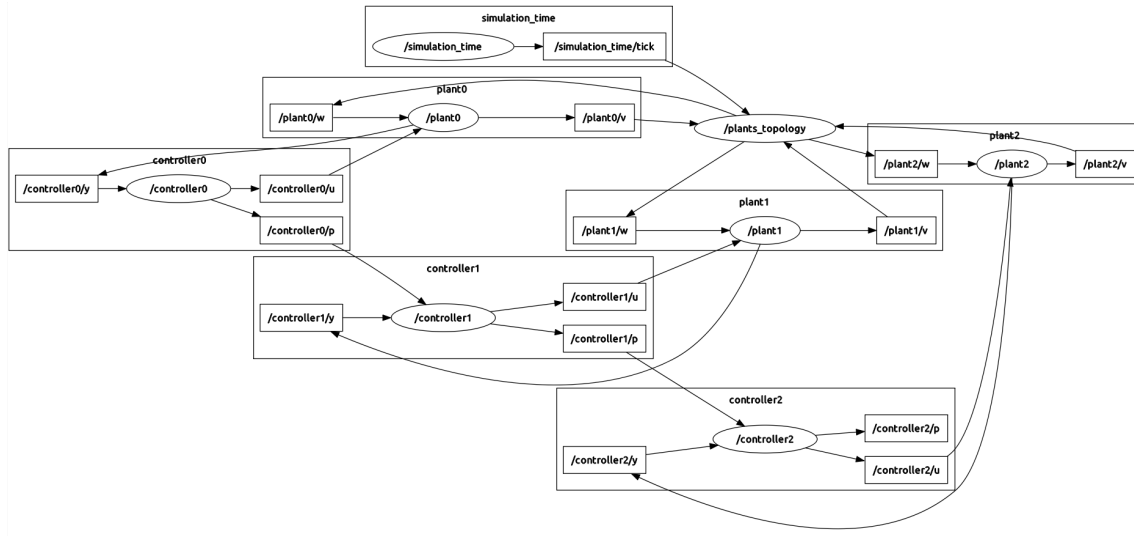 simulation_time
/simulation_time
/simulation_time/tick
plant0
/plant0/w
/plant0
/plant0/v
/plants_topology
plant2
/plant2/w
/plant2
/plant2/v
controller0
/controller0/y
/controller0
/controller0/u
/controller0/p
plant1
/plant1/w
/plant1
/plant1/v
controller1
/controller1/y
/controller1
/controller1/u
/controller1/p
controller2
/controller2/y
/controller2
/controller2/p
/controller2/u